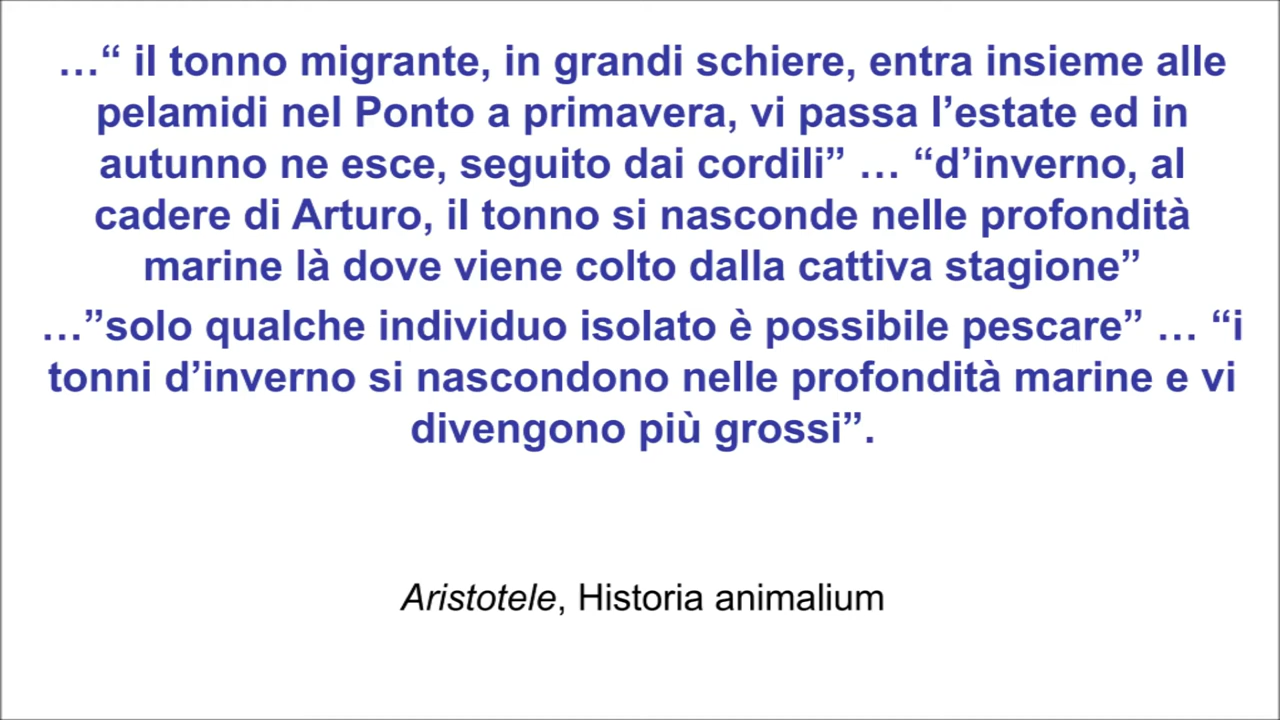 …“ il tonno migrante, in grandi schiere, entra insieme alle
pelamidi nel Ponto a primavera, vi passa l’estate ed in
autunno ne esce, seguito dai cordili” … “d’inverno, al
cadere di Arturo, il tonno si nasconde nelle profondità
marine là dove viene colto dalla cattiva stagione”
…”solo qualche individuo isolato è possibile pescare” … “i
tonni d’inverno si nascondono nelle profondità marine e vi
divengono più grossi”.
Aristotele, Historia animalium